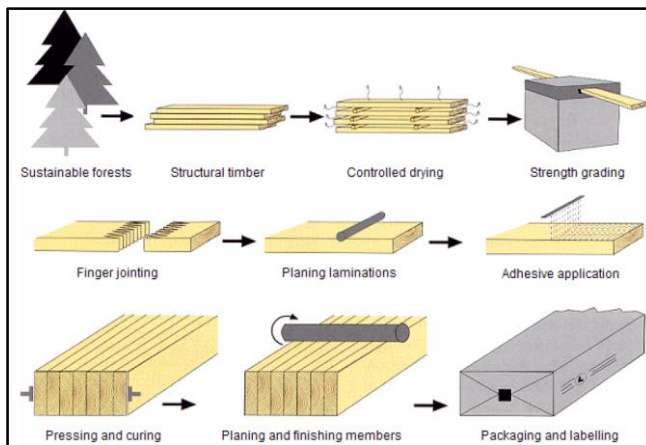 Sustainable forests
Structural timber
Controlled drying
Strength grading
Finger jointing
Planing laminations
Adhesive application
Pressing and curing
Planing and finishing members
Packaging and labelling